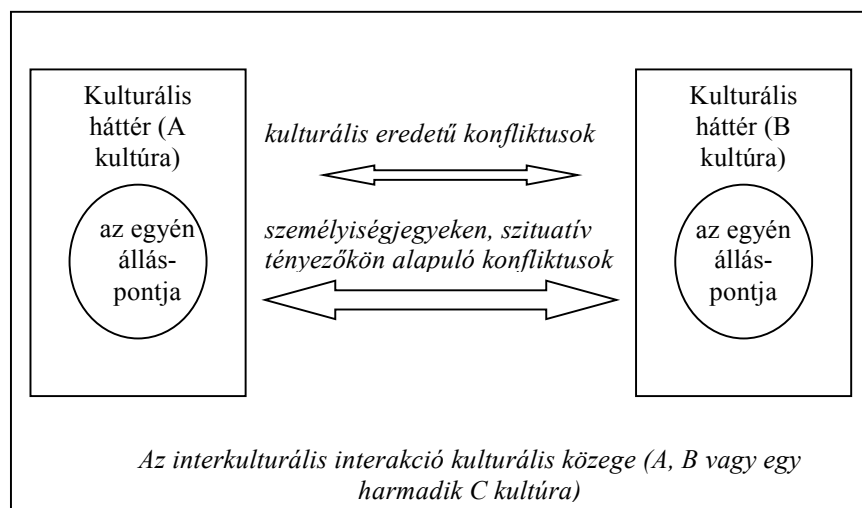 Kulturális
háttér (A
kultúra)
az egyén
állás-
pontja
kulturális eredetű konfliktusok
személyiségjegyeken, szituatív
tényezőkön alapuló konfliktusok
Kulturális
háttér (B
kultúra)
az egyén
állás-
pontja
Az interkulturális interakció kulturális közege (A, B vagy egy
harmadik C kultúra)